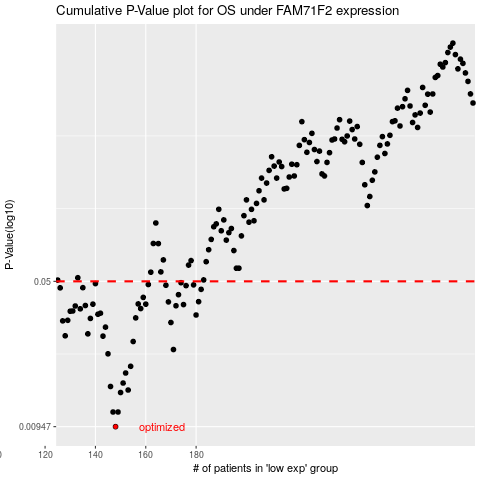 Cumulative P-Value plot for OS under FAM71F2 expression
P-Value(log10)
0.05
0.00947
optimized
0 120 140 160 180
# of patients in 'low exp' group